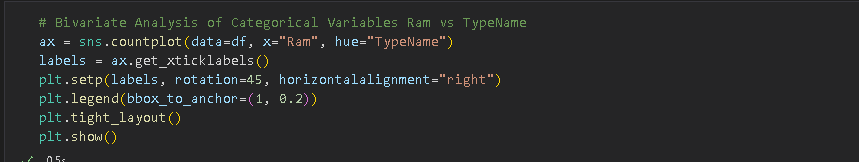 # Bivariate Analysis of Categorical Variables Ram vs TypeName
ax = sns.countplot(data=df, x="Ram", hue="TypeName")
labels = ax.get_xticklabels()
plt.setp(labels, rotation=45, horizontalalignment="right")
plt.legend(bbox_to_anchor=(1, 0.2))
plt.tight_layout()
plt.show()
0.5s